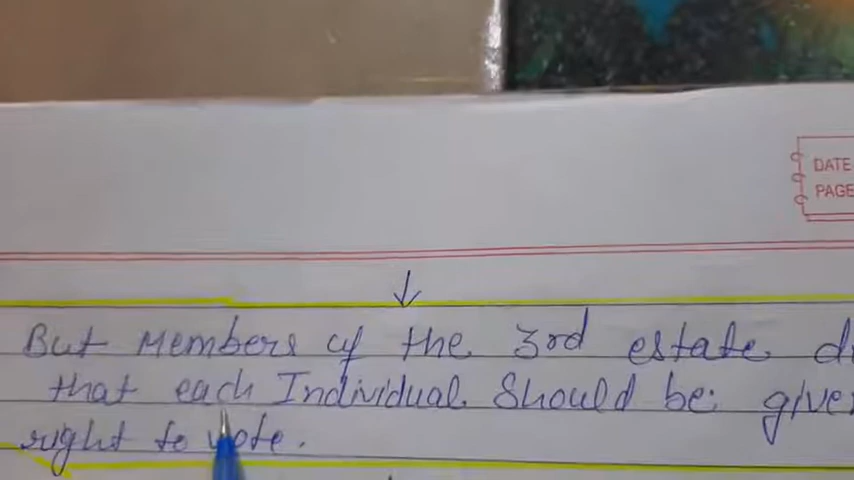 DATE
PAGE
But Members of the 3rd estate
that each Individual Should be
right to vote.